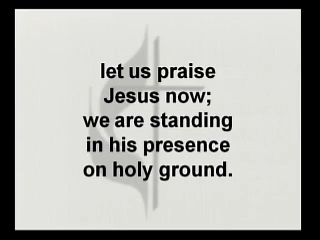 let us praise
Jesus now;
we are standing
in his presence
on holy ground.